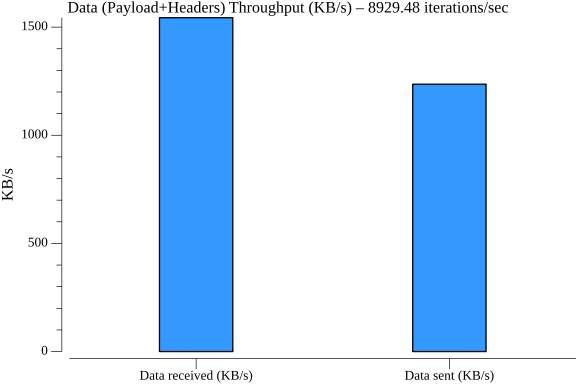 Data (Payload+Headers) Throughput (KB/s) – 8929.48 iterations/sec
1500
1000
500
0
KB/s
Data received (KB/s)
Data sent (KB/s)